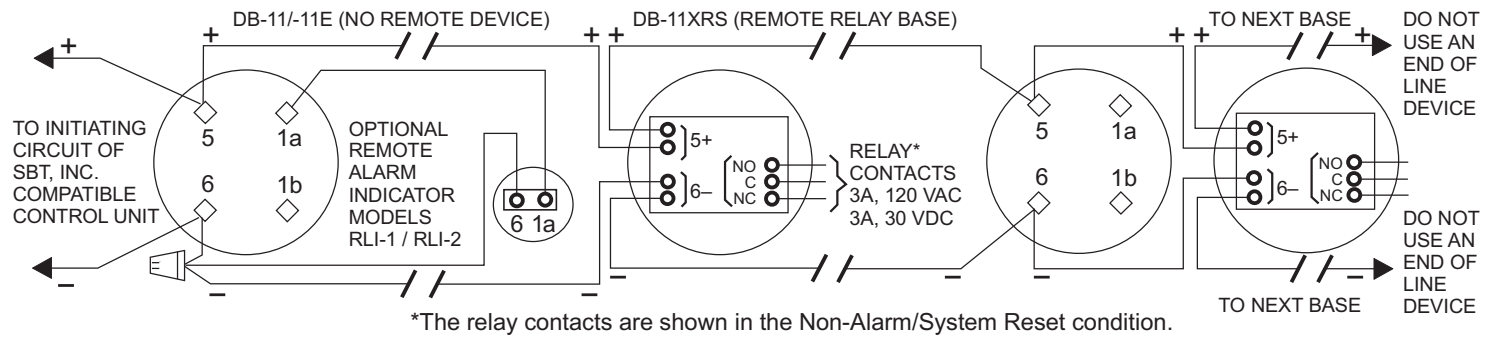 DB-11/-11E (NO REMOTE DEVICE)
DB-11XRS (REMOTE RELAY BASE)
TO NEXT BASE
DO NOT
USE AN
END OF
LINE
DEVICE
+
+
+ +
+
+ +
+
TO INITIATING
CIRCUIT OF
SBT, INC.
COMPATIBLE
CONTROL UNIT
5
1a
6
1b
OPTIONAL
REMOTE
ALARM
INDICATOR
MODELS
RLI-1 / RLI-2
6 1a
5+
6–
NO
C
NC
RELAY*
CONTACTS
3A, 120 VAC
3A, 30 VDC
5
1a
6
1b
5+
6–
NO
C
NC
DO NOT
USE AN
END OF
LINE
DEVICE
–
–
–
–
–
–
–
TO NEXT BASE
*The relay contacts are shown in the Non-Alarm/System Reset condition.